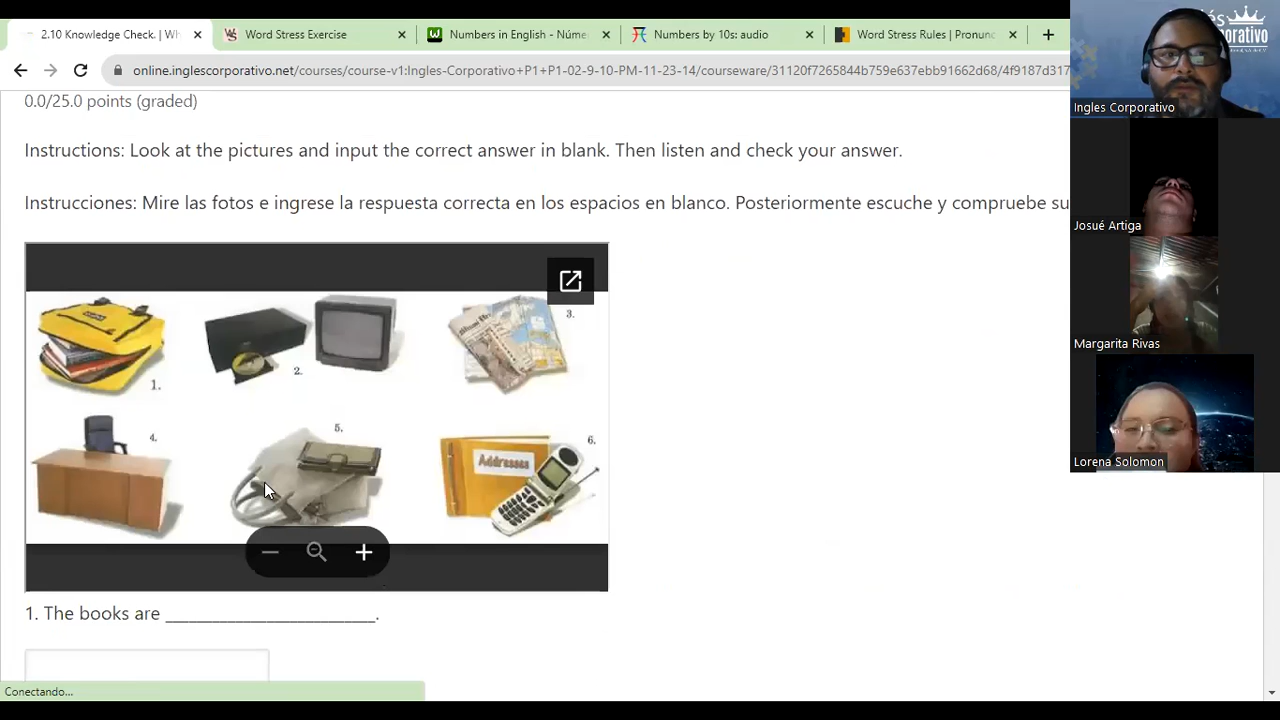 2.10 Knowledge Check. | Wh
Word Stress Exercise
Numbers in English - Núme
Numbers by 10s: audio
Word Stress Rules | Pronunc
online.inglescorporativo.net/courses/course-v1:Ingles-Corporativo+P1+P1-02-9-10-PM-11-23-14/courseware/3112f7265844b759e637ebb91662d68/4f9187d317
0.0/25.0 points (graded)
Instructions: Look at the pictures and input the correct answer in blank. Then listen and check your answer.
Instrucciones: Mire las fotos e ingrese la respuesta correcta en los espacios en blanco. Posteriormente escuche y compruebe su
1.
2.
3.
4.
5.
6.
Addresses
1. The books are ____________________.
Conectando...
Ingles Corporativo
Josué Artiga
Margarita Rivas
Lorena Solomon